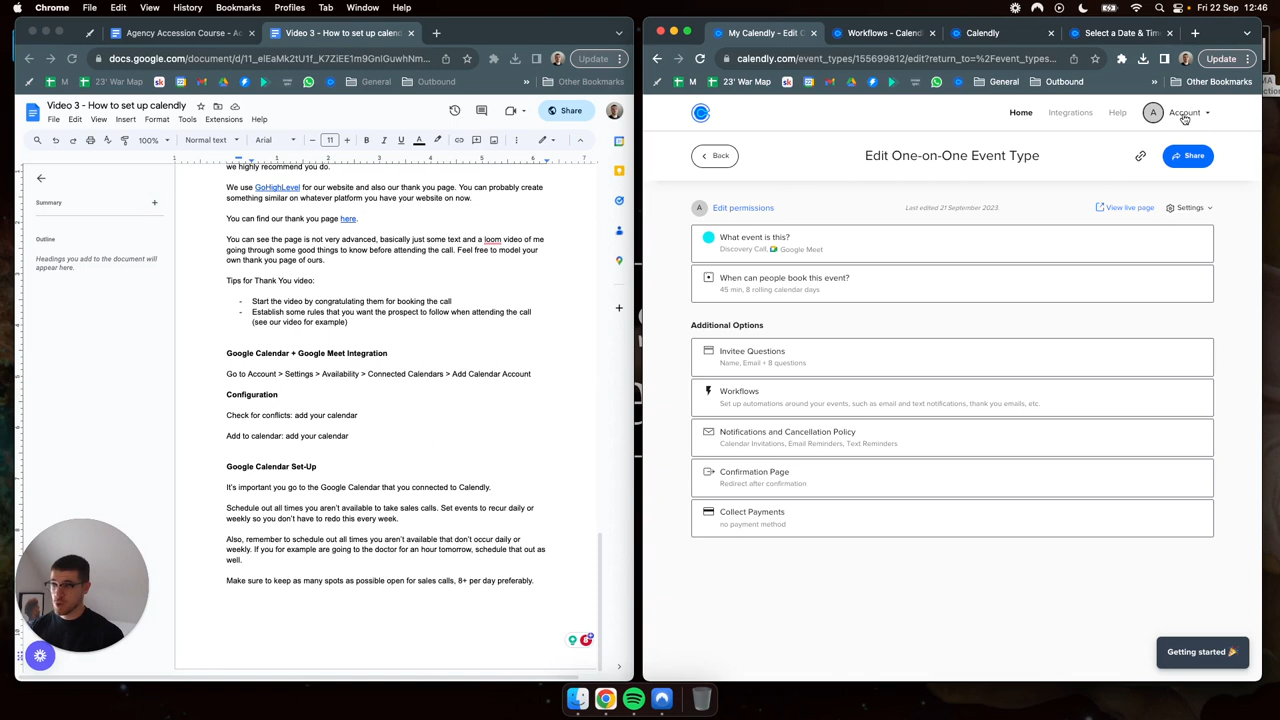 Chrome File Edit View History Bookmarks Profiles Tab Window Help
Fri 22 Sep 12:46
Agency Accession Course - Ac
Video 3 - How to set up calend
docs.google.com/document/d/11_eIEaMk2tU1f_K7ZiEE1m9GnIGuwhNm...
Update
M 23' War Map General Outbound Other Bookmarks
Video 3 - How to set up calendly
File Edit View Insert Format Tools Extensions Help
Share
100% Normal text Arial 11 B I U A
1 1 2 3 4 5 6 7
Summary
Outline
Headings you add to the document will
appear here.
we highly recommend you do.
We use GoHighLevel for our website and also our thank you page. You can probably create
something similar on whatever platform you have your website on now.
You can find our thank you page here.
You can see the page is not very advanced, basically just some text and a loom video of me
going through some good things to know before attending the call. Feel free to model your
own thank you page of ours.
Tips for Thank You video:
- Start the video by congratulating them for booking the call
- Establish some rules that you want the prospect to follow when attending the call
(see our video for example)
Google Calendar + Google Meet Integration
Go to Account > Settings > Availability > Connected Calendars > Add Calendar Account
Configuration
Check for conflicts: add your calendar
Add to calendar: add your calendar
Google Calendar Set-Up
It's important you go to the Google Calendar that you connected to Calendly.
Schedule out all times you aren't available to take sales calls. Set events to recur daily or
weekly so you don't have to redo this every week.
Also, remember to schedule out all times you aren't available that don't occur daily or
weekly. If you for example are going to the doctor for an hour tomorrow, schedule that out as
well.
Make sure to keep as many spots as possible open for sales calls, 8+ per day preferably.
My Calendly - Edit O
Workflows - Calendl
Calendly
Select a Date & Time
calendly.com/event_types/155699812/edit?return_to=%2Fevent_types...
Update
M 23' War Map General Outbound Other Bookmarks
Home Integrations Help A Account
Back
Edit One-on-One Event Type
Share
A Edit permissions
Last edited 21 September 2023.
View live page
Settings
What event is this?
Discovery Call, Google Meet
When can people book this event?
45 min, 8 rolling calendar days
Additional Options
Invitee Questions
Name, Email + 8 questions
Workflows
Set up automations around your events, such as email and text notifications, thank you emails, etc.
Notifications and Cancellation Policy
Calendar Invitations, Email Reminders, Text Reminders
Confirmation Page
Redirect after confirmation
Collect Payments
no payment method
Getting started